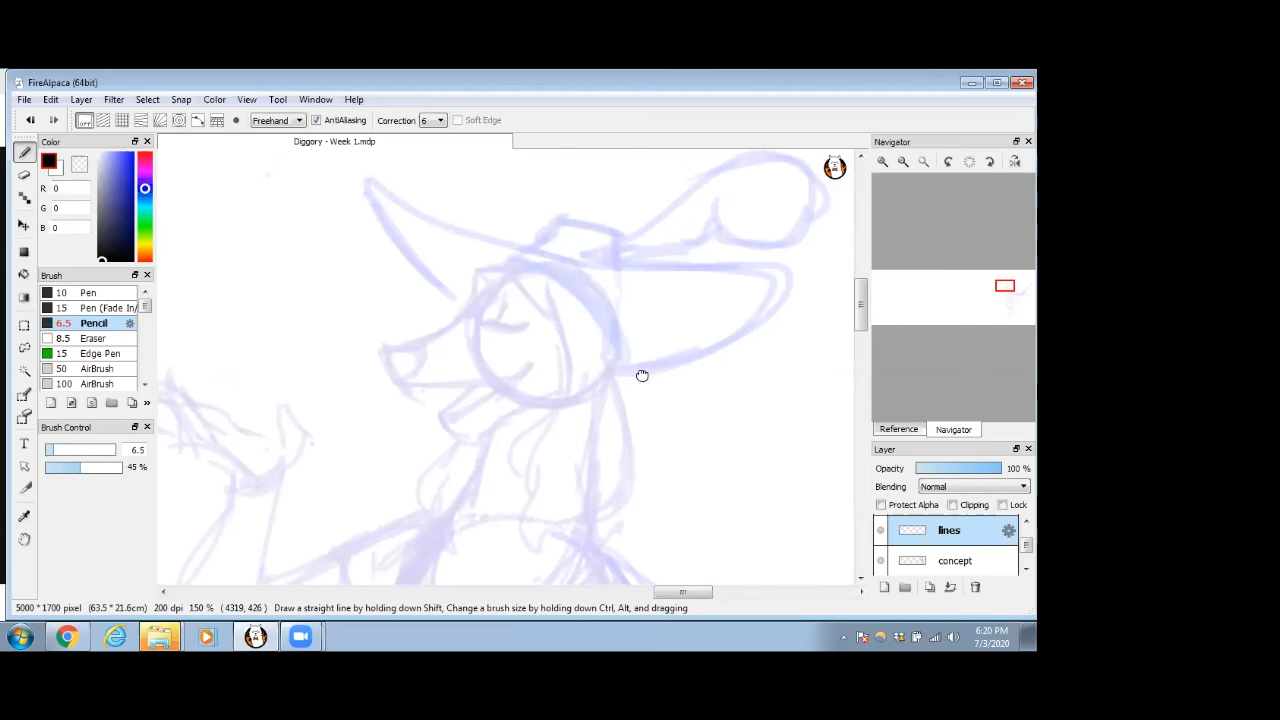 FireAlpaca (64bit)
File Edit Layer Filter Select Snap Color View Tool Window Help
OFF Freehand AntiAliasing Correction 6 Soft Edge
Color Diggory - Week 1.mdp Navigator
R 0
G 0
B 0
Brush
10 Pen
15 Pen (Fade In/
6.5 Pencil
8.5 Eraser
15 Edge Pen
50 AirBrush
100 AirBrush
Brush Control
6.5
45 %
Reference Navigator
Layer
Opacity 100 %
Blending Normal
Protect Alpha Clipping Lock
lines
concept
5000 * 1700 pixel (63.5 * 21.6cm) 200 dpi 150 % ( 4319, 426 ) Draw a straight line by holding down Shift, Change a brush size by holding down Ctrl, Alt, and dragging
6:20 PM
7/3/2020